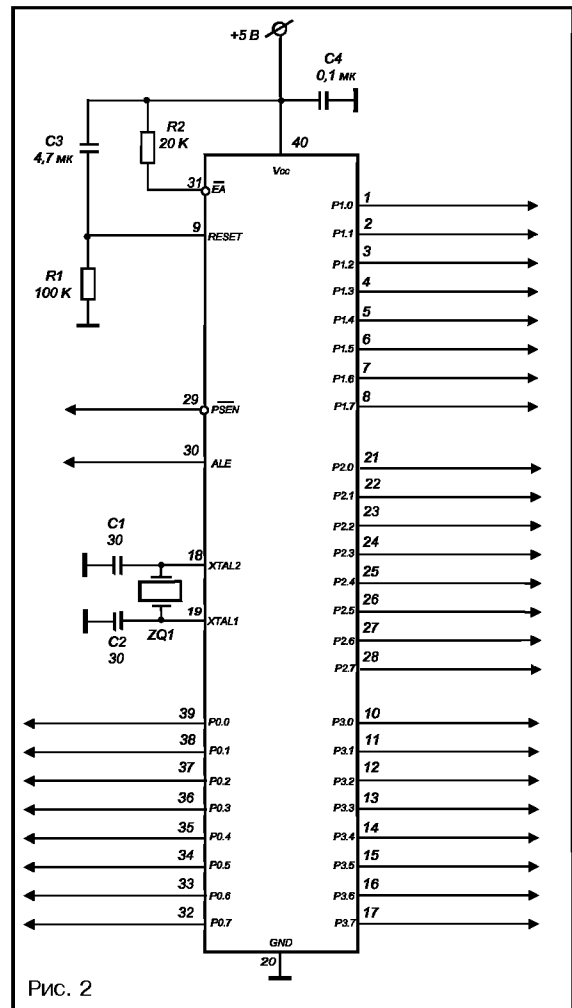 +5 В
C4
0,1 мк
C3
4,7 мк
R2
20 K
40
Vcc
31
EA
9
RESET
R1
100 K
29
PSEN
30
ALE
C1
30
18
XTAL2
19
XTAL1
C2
30
ZQ1
39
P0.0
38
P0.1
37
P0.2
36
P0.3
35
P0.4
34
P0.5
33
P0.6
32
P0.7
P1.0
1
P1.1
2
P1.2
3
P1.3
4
P1.4
5
P1.5
6
P1.6
7
P1.7
8
P2.0
21
P2.1
22
P2.2
23
P2.3
24
P2.4
25
P2.5
26
P2.6
27
P2.7
28
P3.0
10
P3.1
11
P3.2
12
P3.3
13
P3.4
14
P3.5
15
P3.6
16
P3.7
17
GND
20
Рис. 2